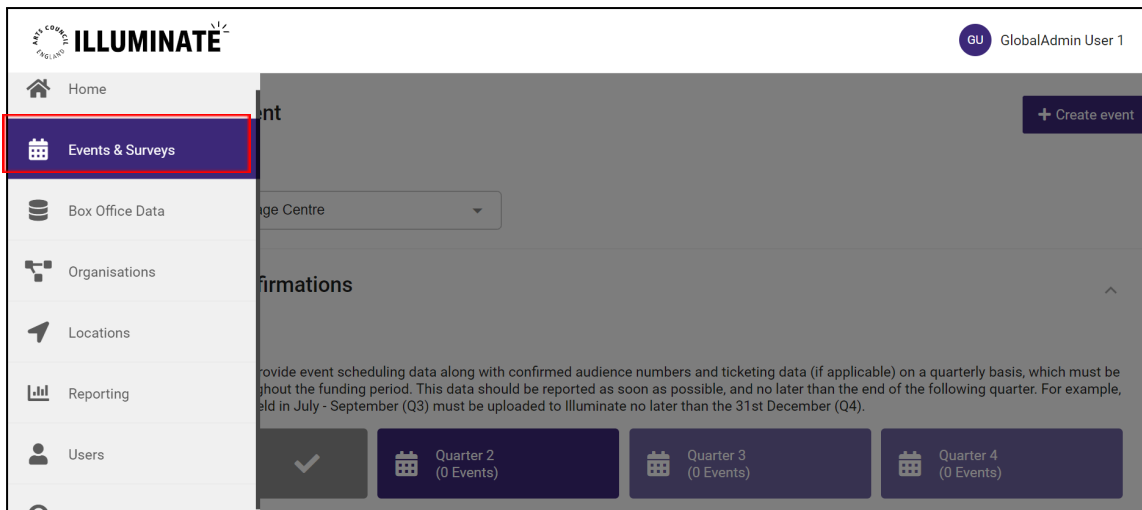 ARTS COUNCIL ENGLAND
ILLUMINATE
GU GlobalAdmin User 1
Home
ent
+ Create event
Events & Surveys
Box Office Data
age Centre
Organisations
firmations
Locations
rovide event scheduling data along with confirmed audience numbers and ticketing data (if applicable) on a quarterly basis, which must be
Reporting
ghout the funding period. This data should be reported as soon as possible, and no later than the end of the following quarter. For example,
eld in July - September (Q3) must be uploaded to Illuminate no later than the 31st December (Q4).
Users
Quarter 2
(0 Events)
Quarter 3
(0 Events)
Quarter 4
(0 Events)